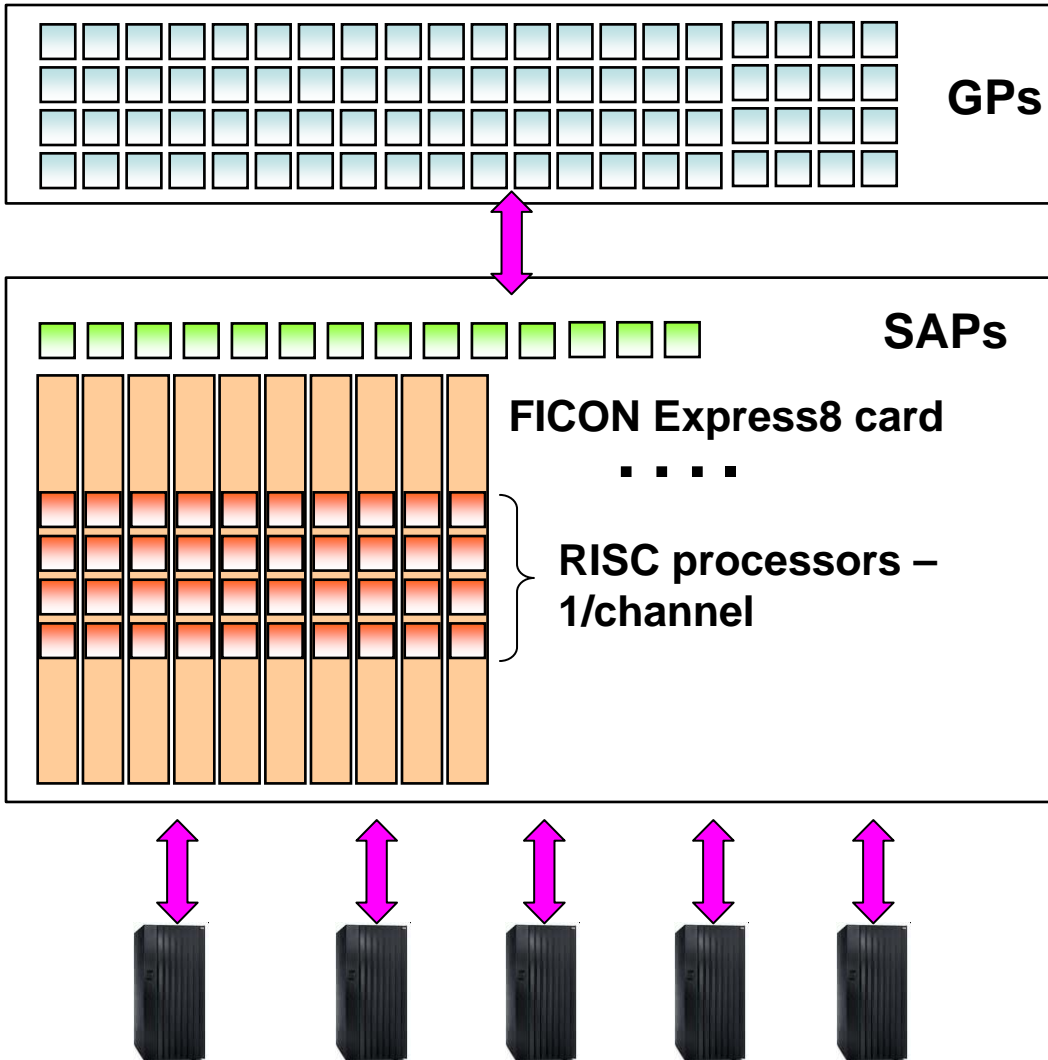 GPs
SAPs
FICON Express8 card
RISC processors –
1/channel